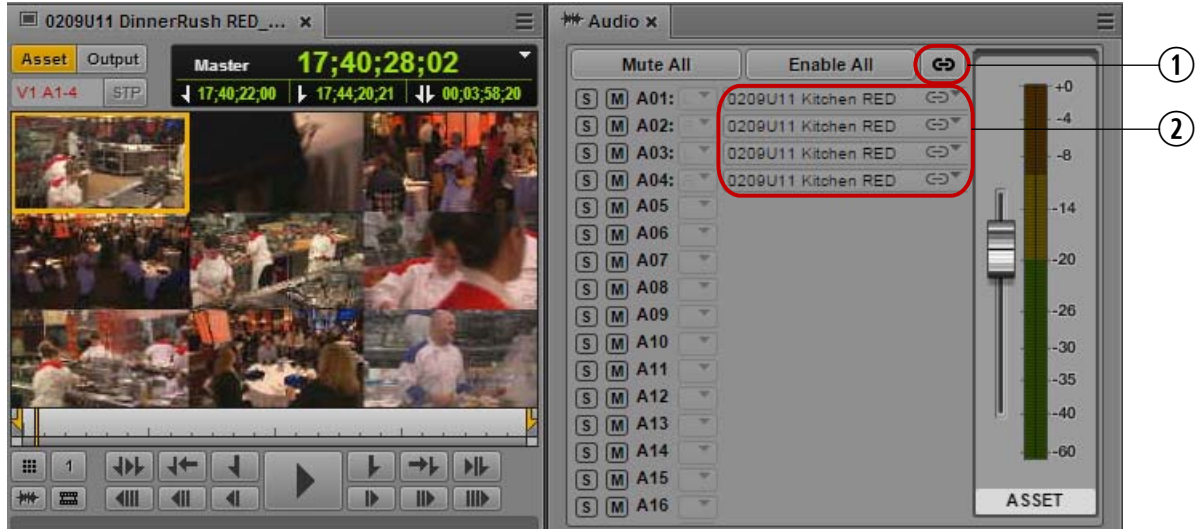 0209U11 DinnerRush RED_... x
Asset Output
V1 A1-4 STP
Master 17;40;28;02
17;40;22;00 17;44;20;21 00;03;58;20
1
Audio x
Mute All Enable All
S M A01: 0209U11 Kitchen RED
S M A02: 0209U11 Kitchen RED
S M A03: 0209U11 Kitchen RED
S M A04: 0209U11 Kitchen RED
S M A05
S M A06
S M A07
S M A08
S M A09
S M A10
S M A11
S M A12
S M A13
S M A14
S M A15
S M A16
+0
-4
-8
-14
-20
-26
-30
-35
-40
-60
ASSET
1
2